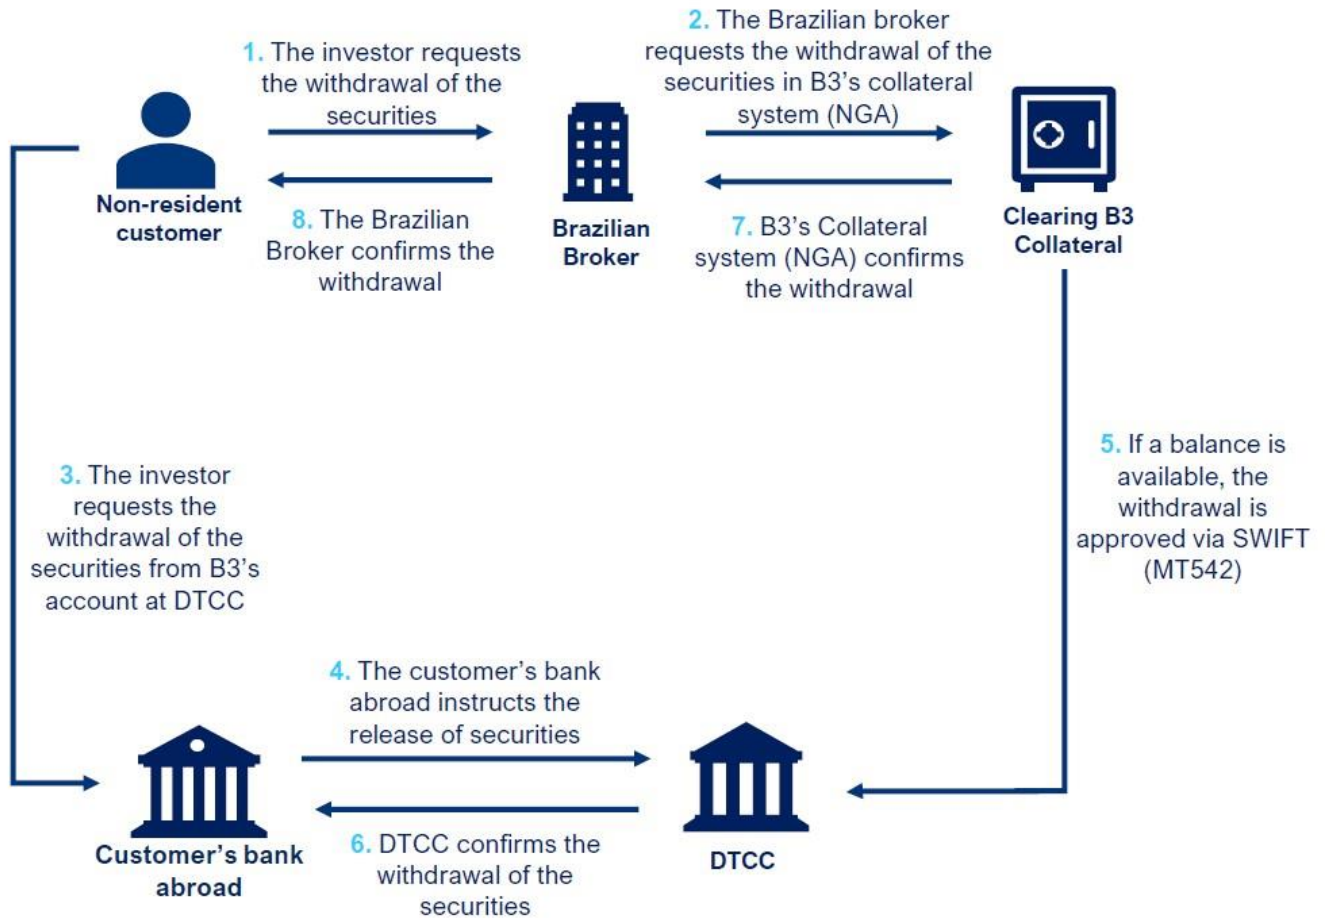 1. The investor requests
the withdrawal of the
securities
2. The Brazilian broker
requests the withdrawal of the
securities in B3's collateral
system (NGA)
Non-resident
customer
8. The Brazilian
Broker confirms the
withdrawal
Brazilian
Broker
7. B3's Collateral
system (NGA) confirms
the withdrawal
Clearing B3
Collateral
3. The investor
requests the
withdrawal of the
securities from B3's
account at DTCC
5. If a balance is
available, the
withdrawal is
approved via SWIFT
(MT542)
4. The customer's bank
abroad instructs the
release of securities
Customer's bank
abroad
6. DTCC confirms the
withdrawal of the
securities
DTCC